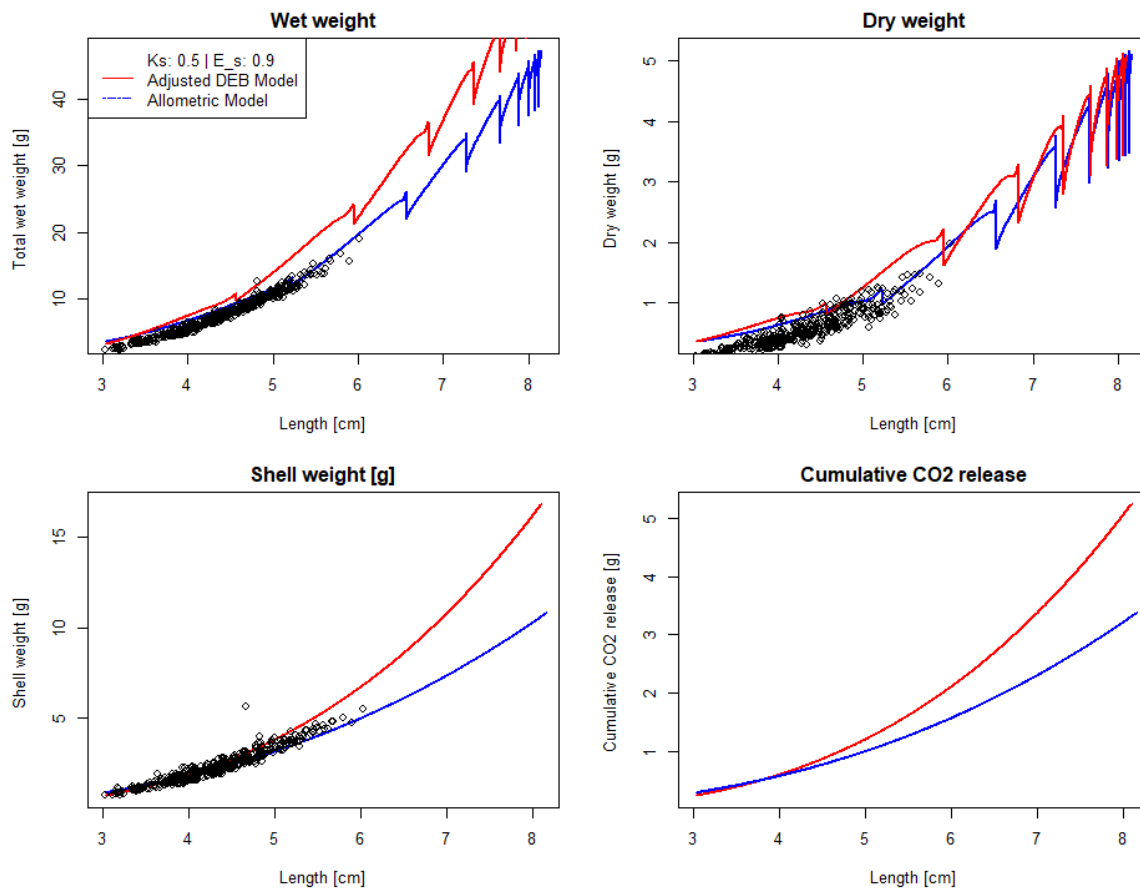 Wet weight
Ks: 0.5 | E_s: 0.9
Adjusted DEB Model
Allometric Model
Total wet weight [g]
10
20
30
40
3 4 5 6 7 8
Length [cm]
Dry weight
Dry weight [g]
1
2
3
4
5
3 4 5 6 7 8
Length [cm]
Shell weight [g]
Shell weight [g]
5
10
15
3 4 5 6 7 8
Length [cm]
Cumulative CO2 release
Cumulative CO2 release [g]
1
2
3
4
5
3 4 5 6 7 8
Length [cm]